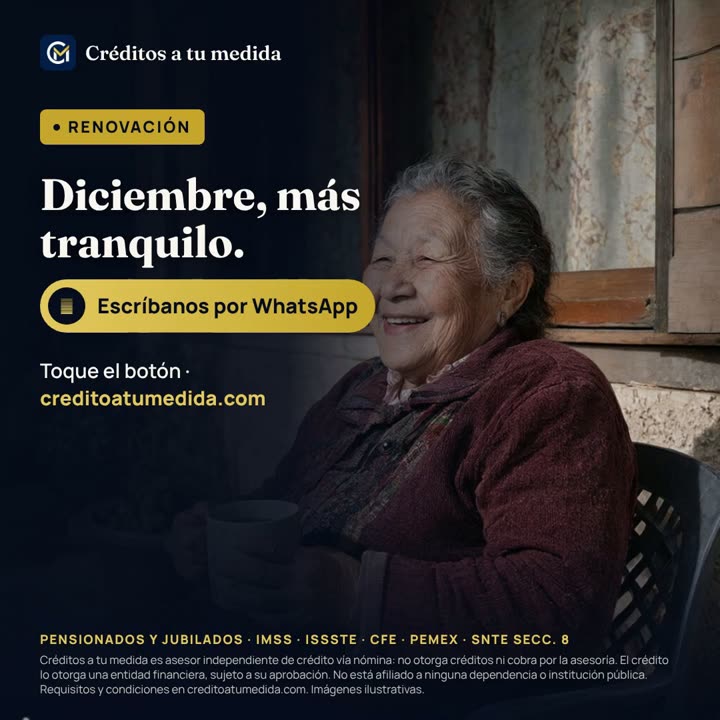 Créditos a tu medida
• RENOVACIÓN
Diciembre, más
tranquilo.
Escríbanos por WhatsApp
Toque el botón ·
creditoatumedida.com
PENSIONADOS Y JUBILADOS · IMSS · ISSSTE · CFE · PEMEX · SNTE SECC. 8
Créditos a tu medida es asesor independiente de crédito vía nómina: no otorga créditos ni cobra por la asesoría. El crédito
lo otorga una entidad financiera, sujeto a su aprobación. No está afiliado a ninguna dependencia o institución pública.
Requisitos y condiciones en creditoatumedida.com. Imágenes ilustrativas.